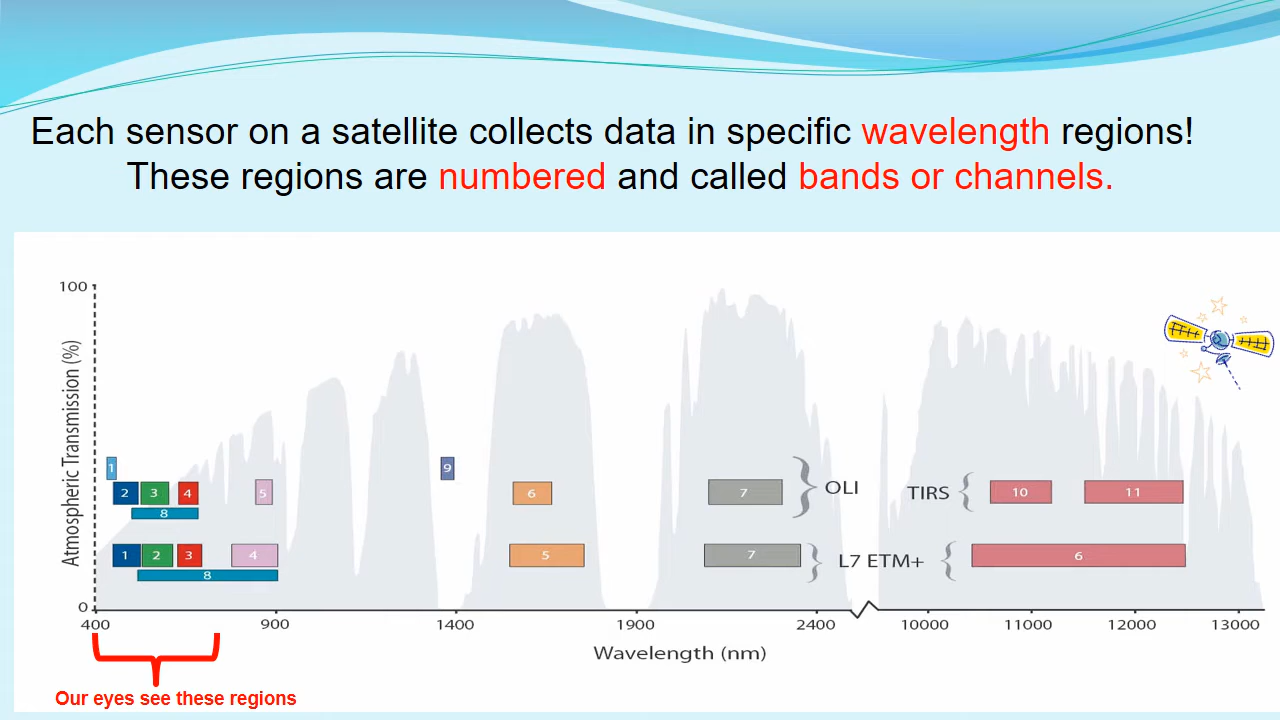 Each sensor on a satellite collects data in specific wavelength regions!
These regions are numbered and called bands or channels.
100
Atmospheric Transmission (%)
1
9
2 3 4 5 6 7 OLI TIRS 10 11
8
1 2 3 4 5 7 L7 ETM+ 6
8
0
400 900 1400 1900 2400 10000 11000 12000 13000
Wavelength (nm)
Our eyes see these regions